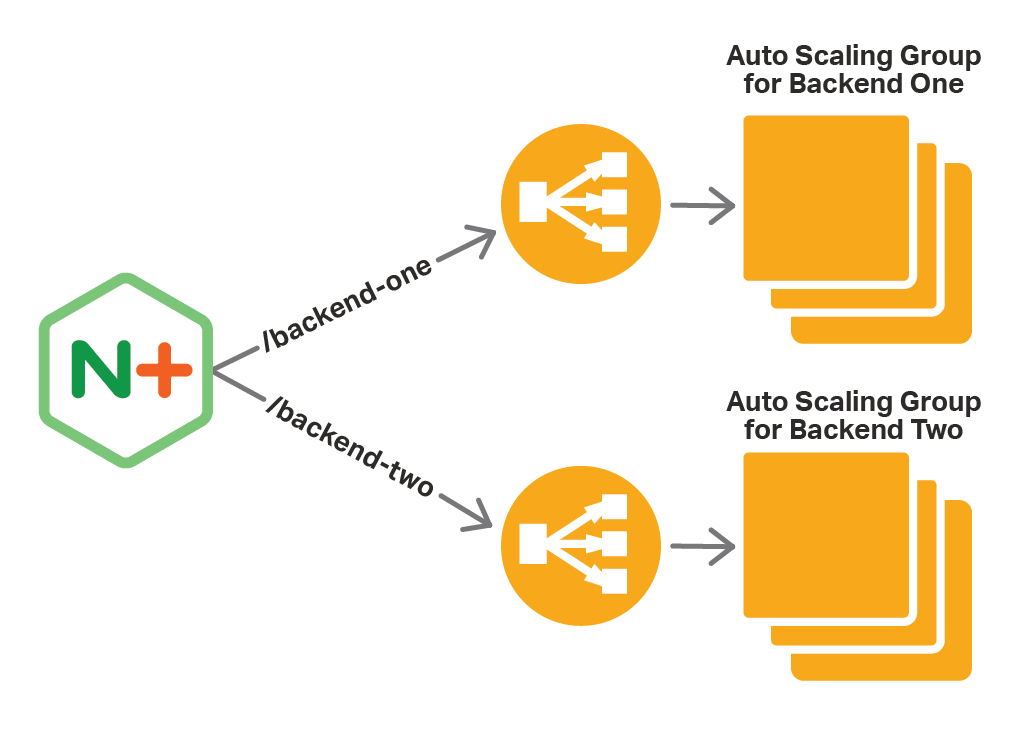 Auto Scaling Group
for Backend One
/backend-one
N+
/backend-two
Auto Scaling Group
for Backend Two